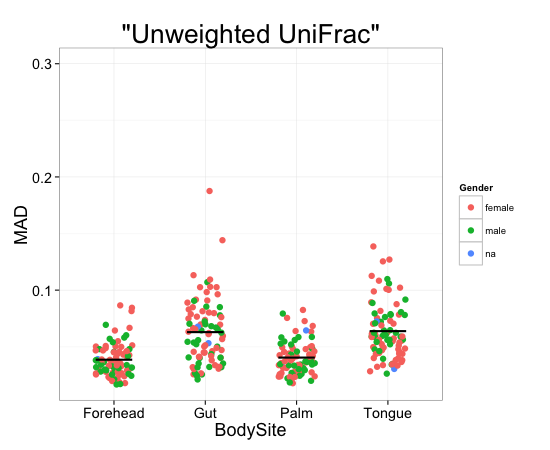 "Unweighted UniFrac"
0.3
0.2
0.1
MAD
Forehead Gut Palm Tongue
BodySite
Gender
female
male
na